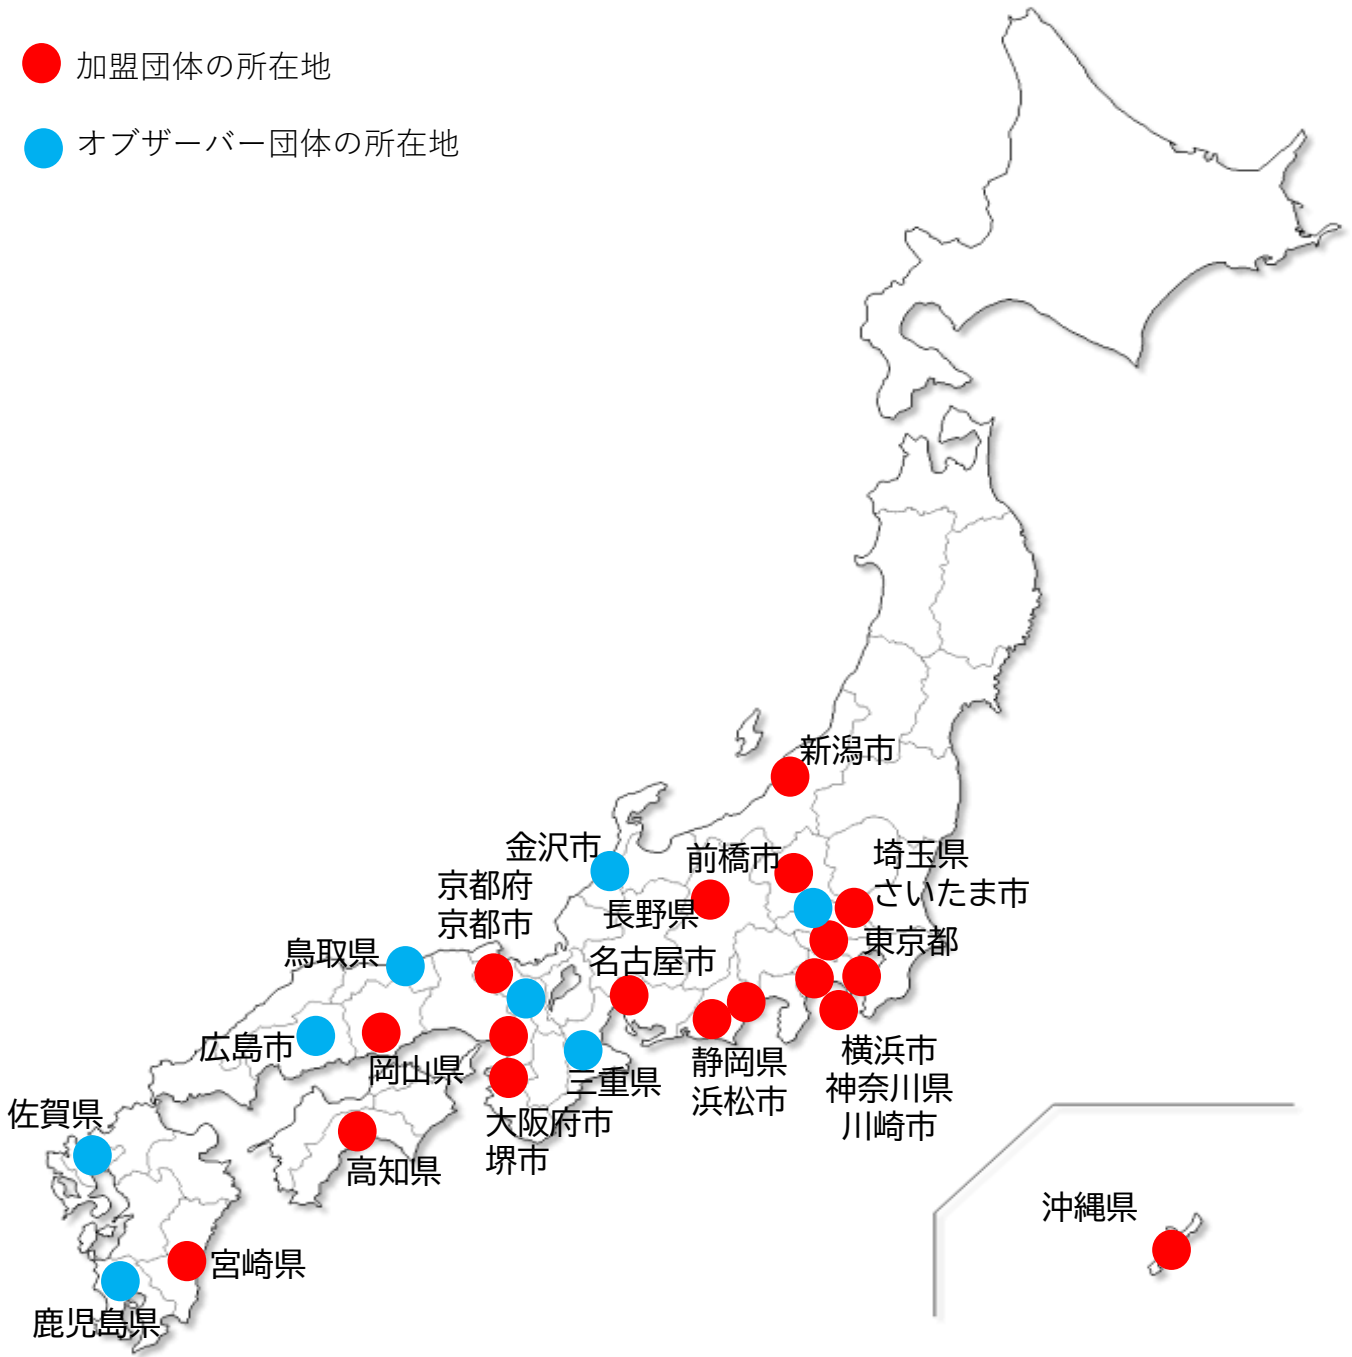 加盟団体の所在地
オブザーバー団体の所在地
新潟市
金沢市
前橋市
埼玉県
さいたま市
京都府
京都市
長野県
東京都
鳥取県
名古屋市
広島市
岡山県
三重県
静岡県
浜松市
横浜市
神奈川県
川崎市
佐賀県
大阪府市
堺市
高知県
沖縄県
宮崎県
鹿児島県